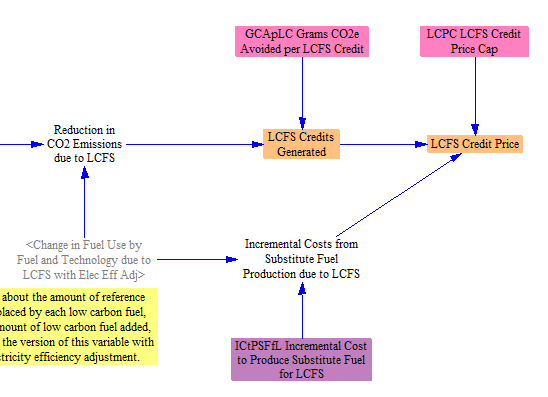 GCApLC Grams CO2e
Avoided per LCFS Credit
LCPC LCFS Credit
Price Cap
Reduction in
CO2 Emissions
due to LCFS
LCFS Credits
Generated
LCFS Credit Price
<Change in Fuel Use by
Fuel and Technology due to
LCFS with Elec Eff Adj>
Incremental Costs from
Substitute Fuel
Production due to LCFS
about the amount of reference
placed by each low carbon fuel,
mount of low carbon fuel added,
the version of this variable with
ctricity efficiency adjustment.
ICtPSFfL Incremental Cost
to Produce Substitute Fuel
for LCFS